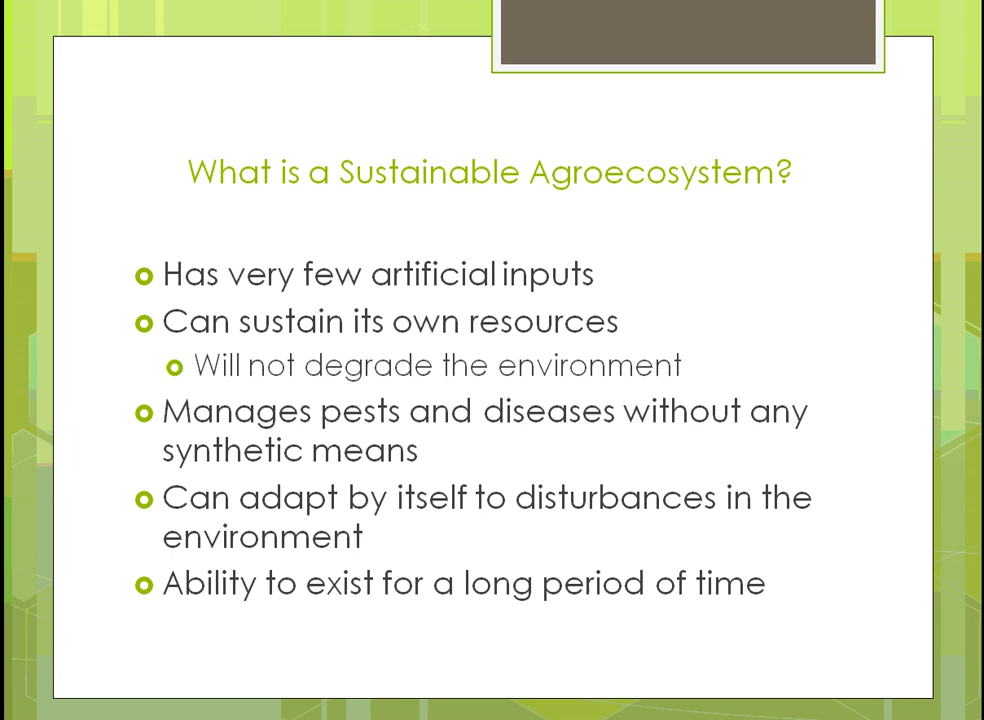 What is a Sustainable Agroecosystem?
Has very few artificial inputs
Can sustain its own resources
Will not degrade the environment
Manages pests and diseases without any
synthetic means
Can adapt by itself to disturbances in the
environment
Ability to exist for a long period of time